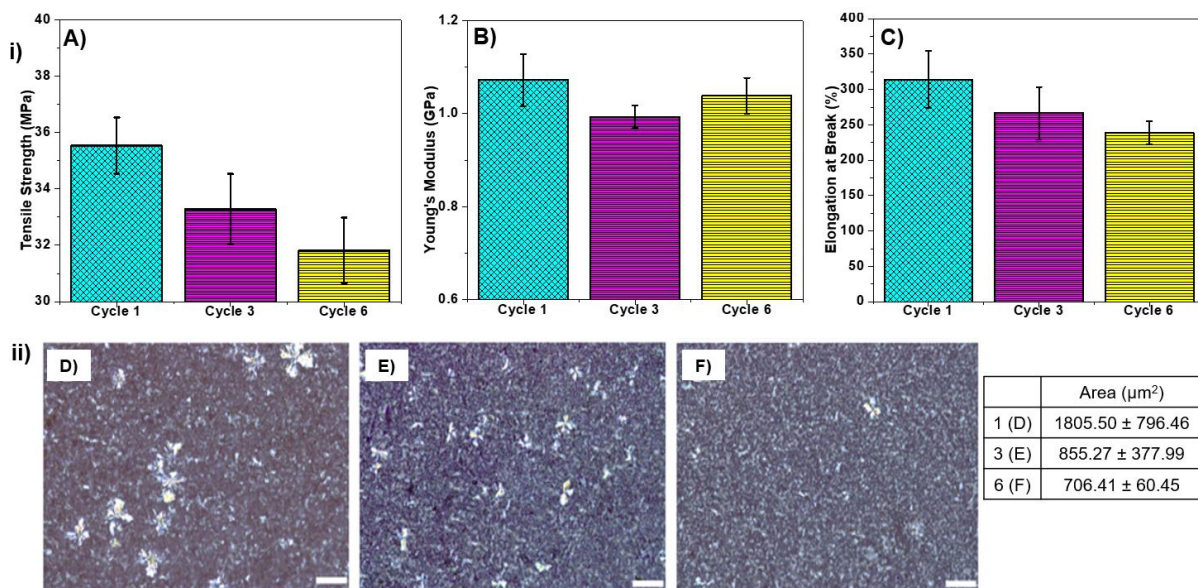 i)
A)
Tensile Strength (MPa)
40
38
36
34
32
30
Cycle 1 Cycle 3 Cycle 6
B)
Young's Modulus (GPa)
1.2
1.0
0.8
0.6
Cycle 1 Cycle 3 Cycle 6
C)
Elongation at Break (%)
400
350
300
250
200
150
100
50
0
Cycle 1 Cycle 3 Cycle 6
ii)
D)
E)
F)
Area (µm²)
1 (D) 1805.50 ± 796.46
3 (E) 855.27 ± 377.99
6 (F) 706.41 ± 60.45